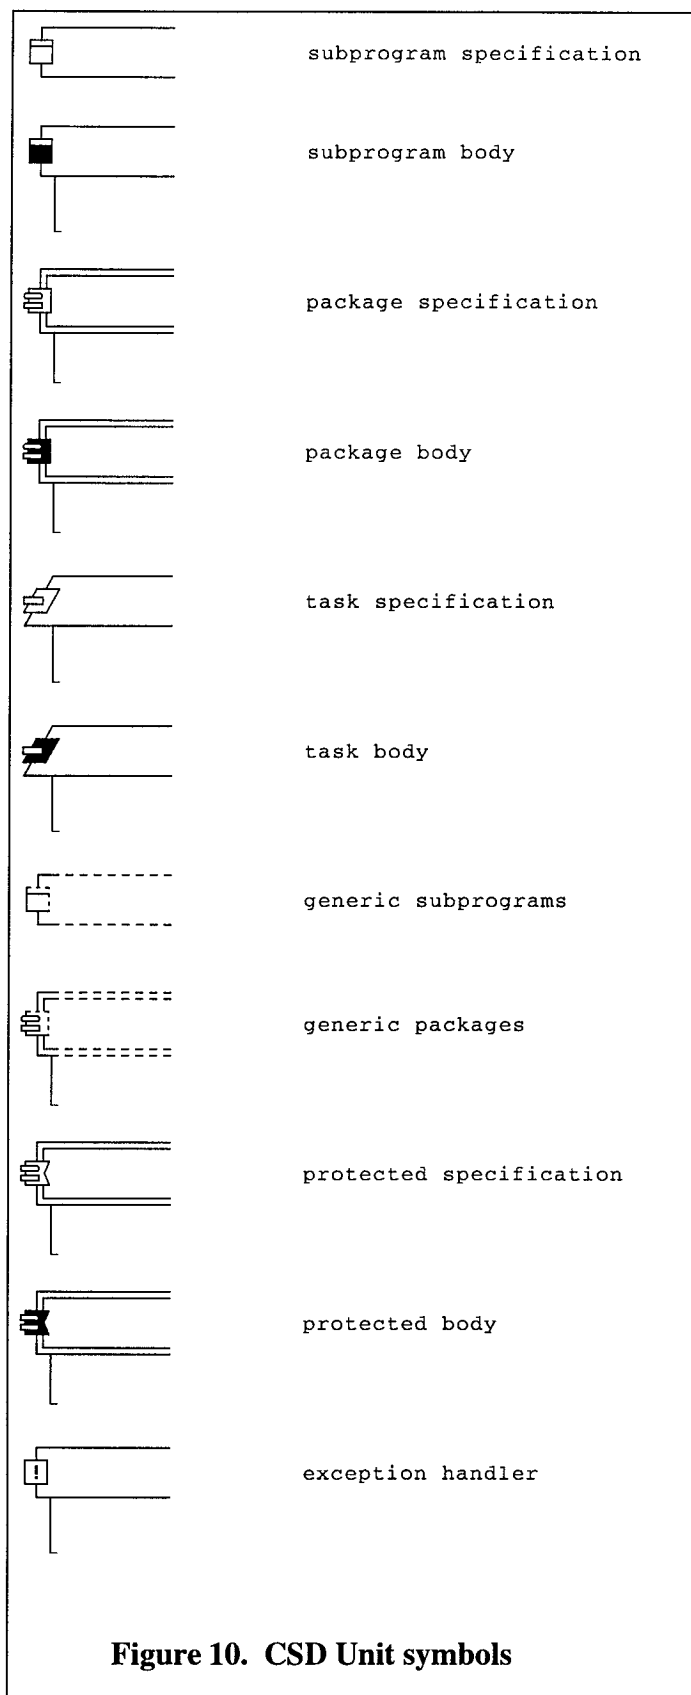 subprogram specification
subprogram body
package specification
package body
task specification
task body
generic subprograms
generic packages
protected specification
protected body
!
exception handler
Figure 10. CSD Unit symbols